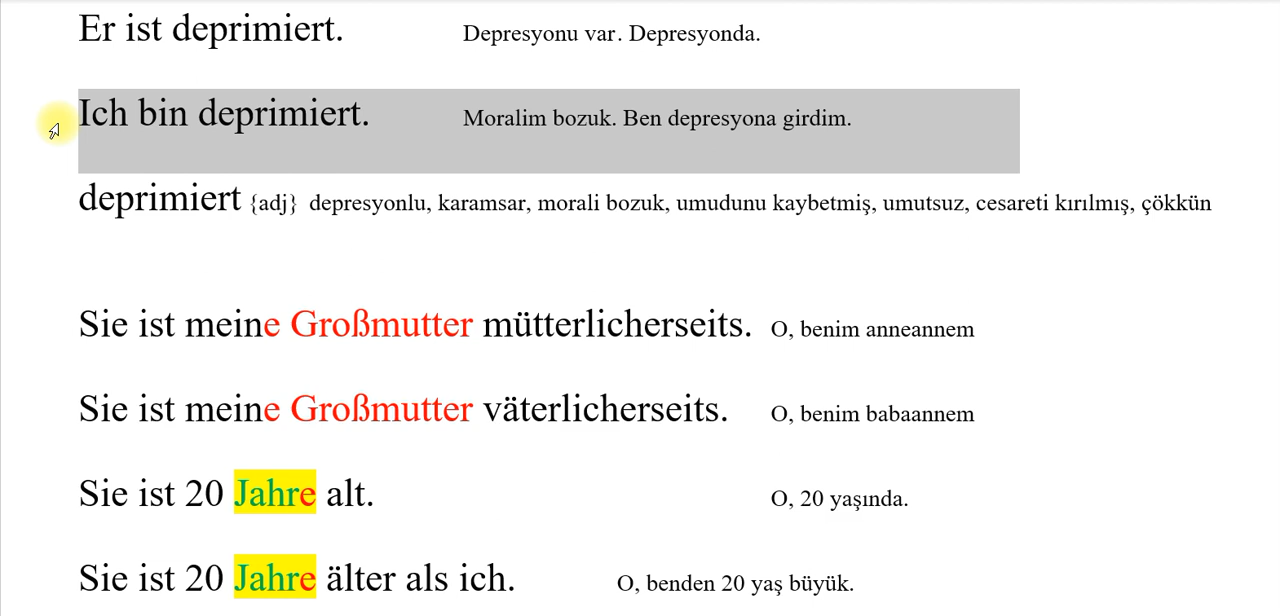 Er ist deprimiert. Depresyonu var. Depresyonda.
Ich bin deprimiert. Moralim bozuk. Ben depresyona girdim.
deprimiert {adj} depresyonlu, karamsar, morali bozuk, umudunu kaybetmiş, umutsuz, cesareti kırılmış, çökkün
Sie ist meine Großmutter mütterlicherseits. O, benim anneannem
Sie ist meine Großmutter väterlicherseits. O, benim babaannem
Sie ist 20 Jahre alt. O, 20 yaşında.
Sie ist 20 Jahre älter als ich. O, benden 20 yaş büyük.